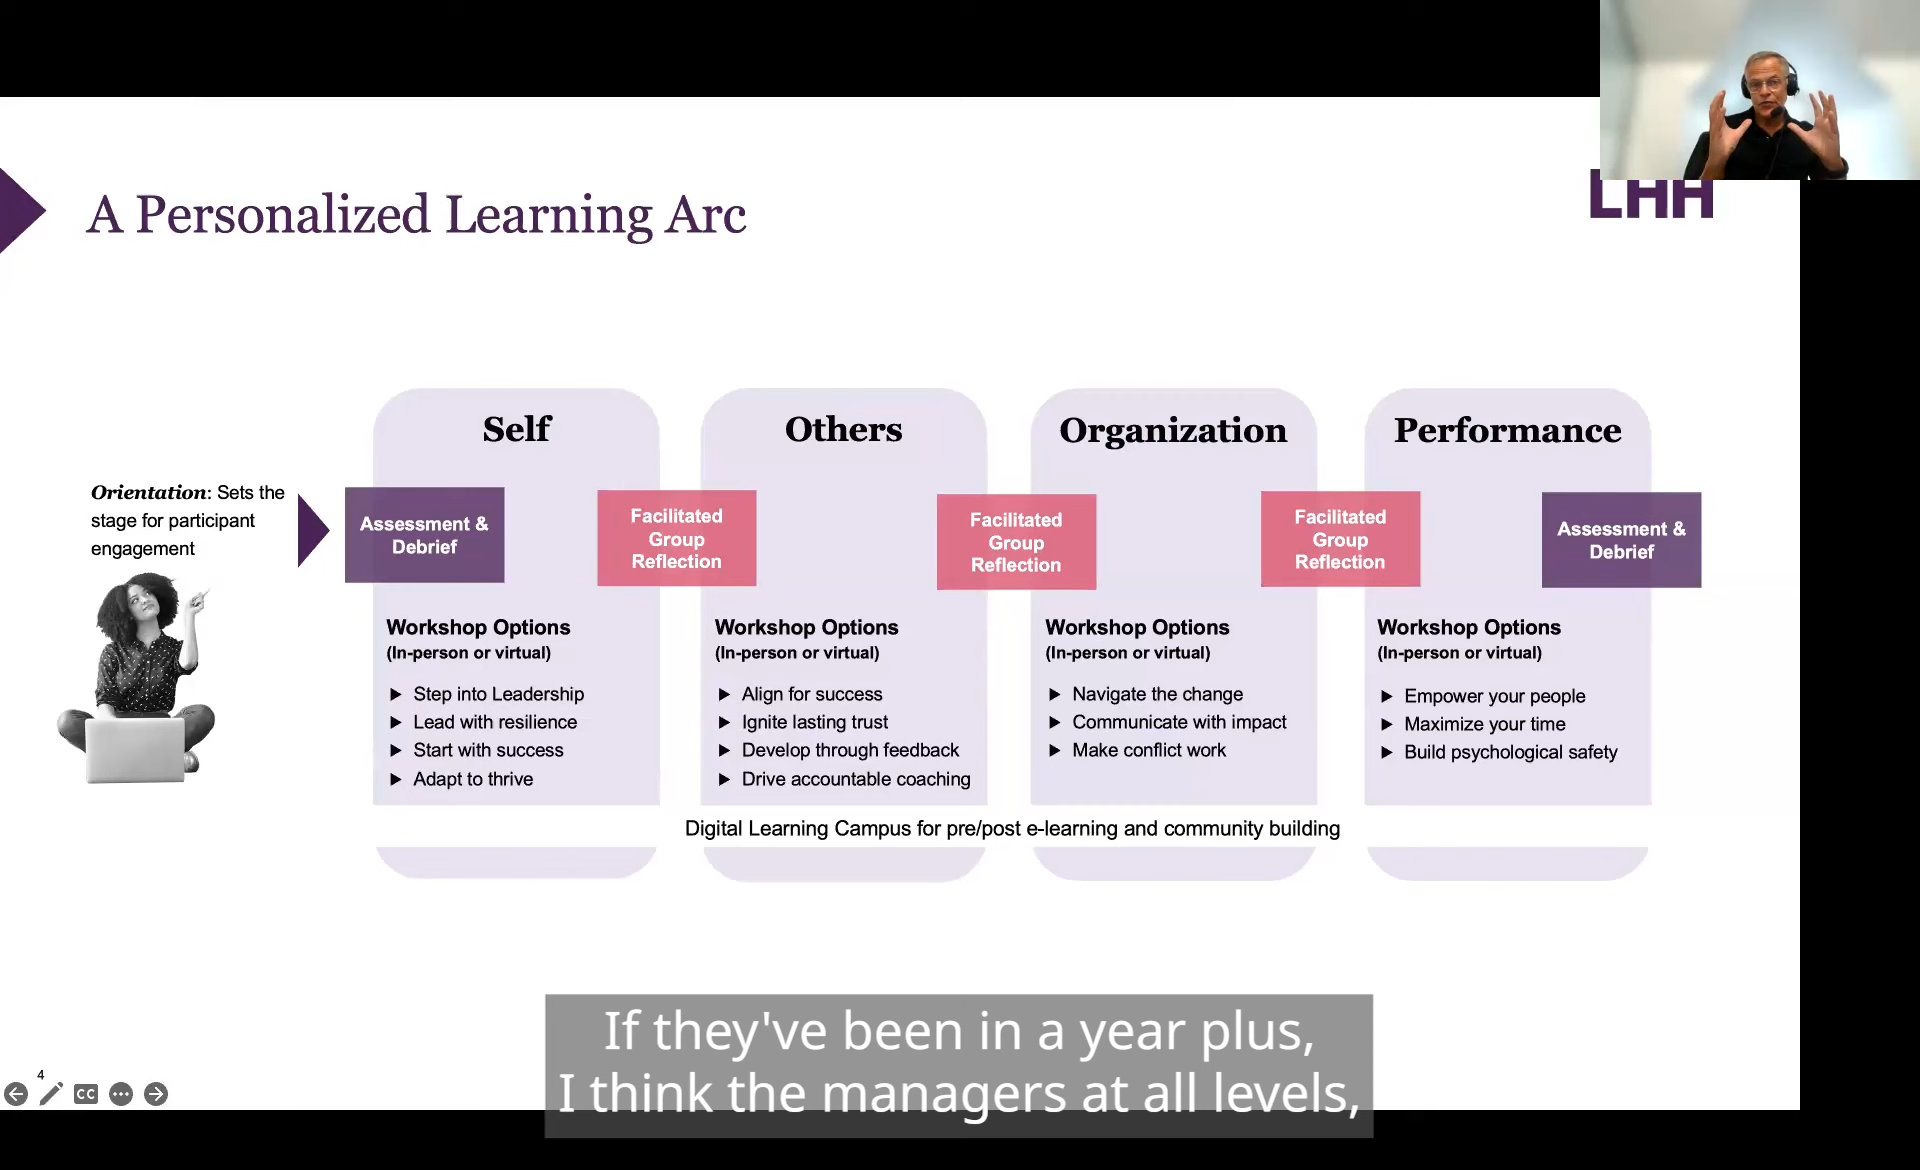 LHH
A Personalized Learning Arc
Orientation: Sets the
stage for participant
engagement
Self
Assessment &
Debrief
Workshop Options
(In-person or virtual)
Step into Leadership
Lead with resilience
Start with success
Adapt to thrive
Facilitated
Group
Reflection
Others
Workshop Options
(In-person or virtual)
Align for success
Ignite lasting trust
Develop through feedback
Drive accountable coaching
Facilitated
Group
Reflection
Organization
Workshop Options
(In-person or virtual)
Navigate the change
Communicate with impact
Make conflict work
Facilitated
Group
Reflection
Performance
Assessment &
Debrief
Workshop Options
(In-person or virtual)
Empower your people
Maximize your time
Build psychological safety
Digital Learning Campus for pre/post e-learning and community building
4
CC
If they've been in a year plus,
I think the managers at all levels,